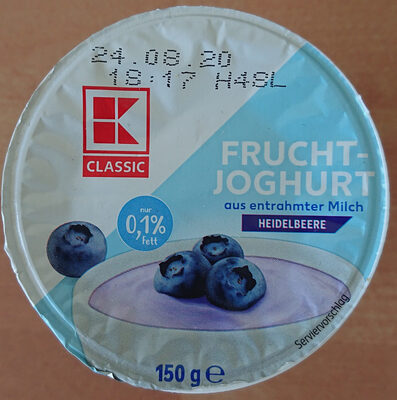 24.08.20
18:17 H48L
K
CLASSIC
FRUCHT-
JOGHURT
aus entrahmter Milch
HEIDELBEERE
nur
0,1%
Fett
Serviervorschlag
150 g ℮